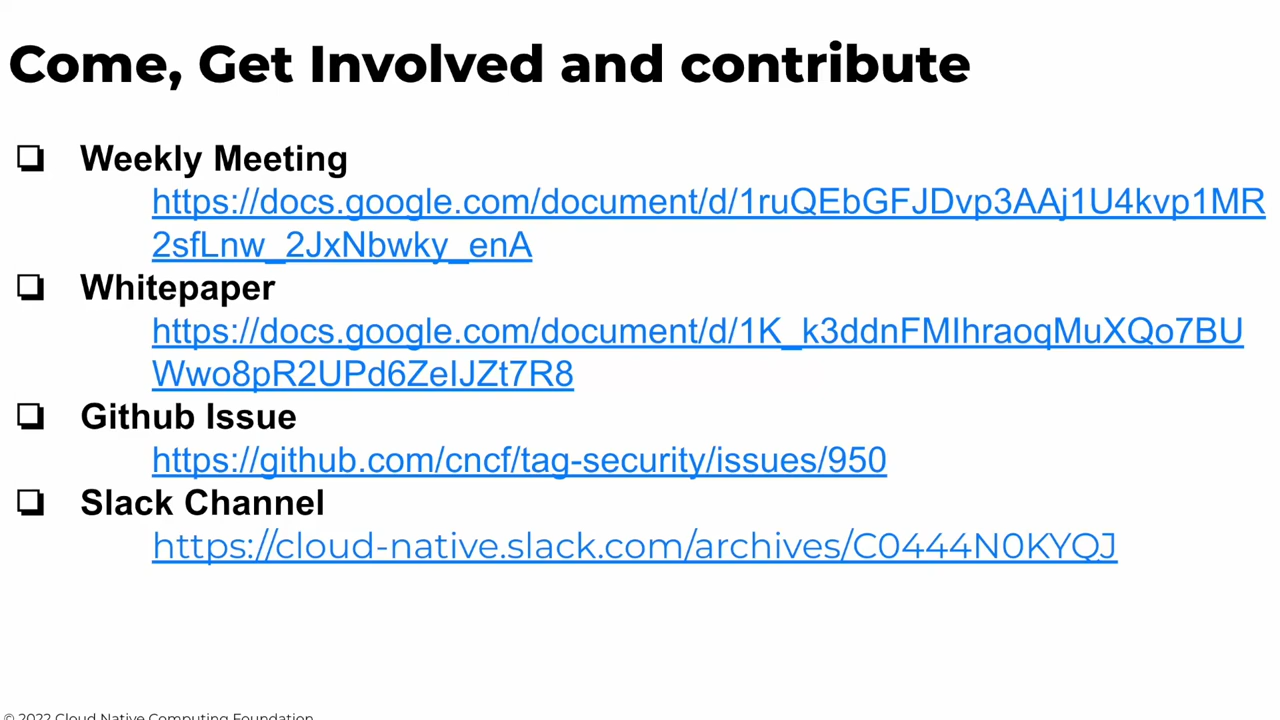 Come, Get Involved and contribute
❏ Weekly Meeting
https://docs.google.com/document/d/1ruQEbGFJDvp3AAj1U4kvp1MR
2sfLnw_2JxNbwky_enA
❏ Whitepaper
https://docs.google.com/document/d/1K_k3ddnFMIhraoqMuXQo7BU
Wwo8pR2UPd6ZeIJZt7R8
❏ Github Issue
https://github.com/cncf/tag-security/issues/950
❏ Slack Channel
https://cloud-native.slack.com/archives/C0444N0KYQJ
© 2022 Cloud Native Computing Foundation